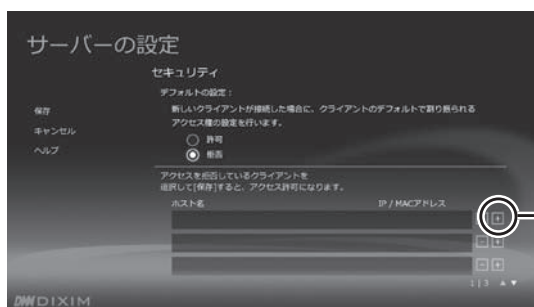 サーバーの設定
セキュリティ
デフォルトの設定：
新しいクライアントが接続した場合に、クライアントのデフォルトで割り振られる
アクセス権の設定を行います。
許可
拒否
保存
キャンセル
ヘルプ
アクセスを拒否しているクライアントを
選択して[保存]すると、アクセス許可になります。
ホスト名 IP / MACアドレス
- +
- +
- +
1|3 ▲ ▼
DIXIM